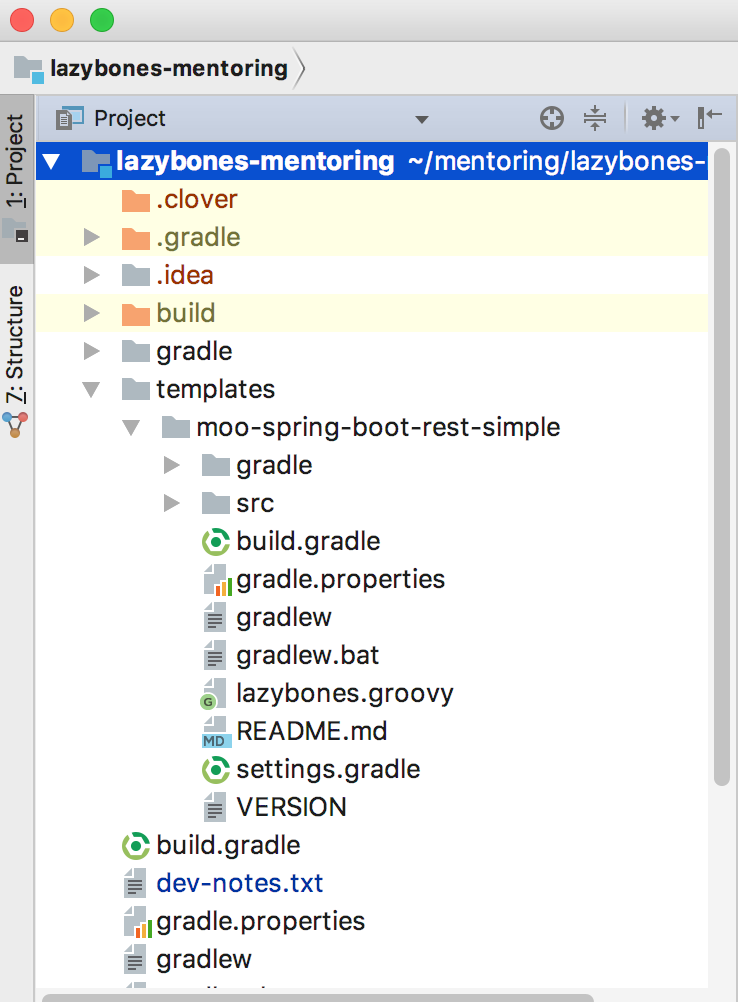 lazybones-mentoring
Project
1: Project
7: Structure
lazybones-mentoring ~/mentoring/lazybones-
.clover
.gradle
.idea
build
gradle
templates
moo-spring-boot-rest-simple
gradle
src
build.gradle
gradle.properties
gradlew
gradlew.bat
G lazybones.groovy
MD README.md
settings.gradle
VERSION
build.gradle
dev-notes.txt
gradle.properties
gradlew